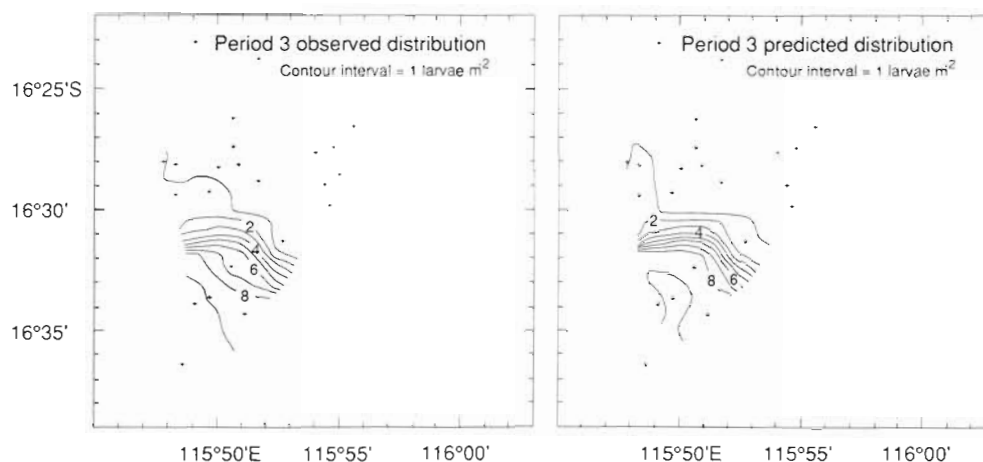 Period 3 observed distribution
Contour interval = 1 larvae m-2
16°25'S
16°30'
16°35'
2
4
6
8
115°50'E 115°55' 116°00'
Period 3 predicted distribution
Contour interval = 1 larvae m-2
2
4
8 6
115°50'E 115°55' 116°00'